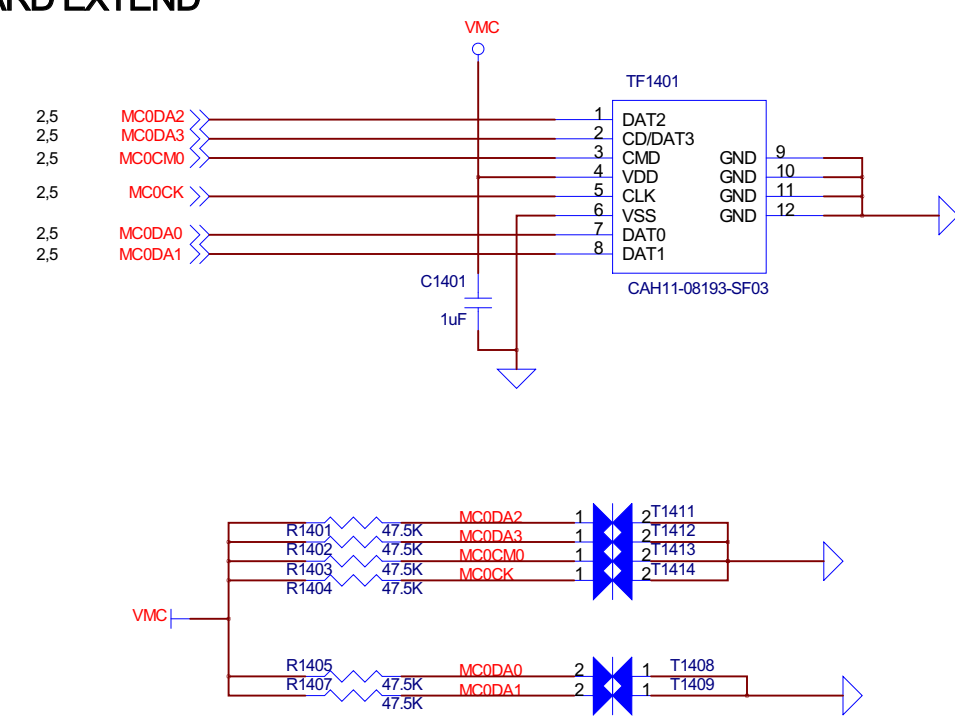 ARD EXTEND
VMC
TF1401
2,5 MC0DA2 1 DAT2
2,5 MC0DA3 2 CD/DAT3
2,5 MC0CM0 3 CMD GND 9
4 VDD GND 10
2,5 MC0CK 5 CLK GND 11
6 VSS GND 12
2,5 MC0DA0 7 DAT0
2,5 MC0DA1 8 DAT1
C1401
CAH11-08193-SF03
1uF
MC0DA2 1 2 T1411
R1401 47.5K MC0DA3 1 2 T1412
R1402 47.5K MC0CM0 1 2 T1413
R1403 47.5K MC0CK 1 2 T1414
R1404 47.5K
VMC
R1405 MC0DA0 2 1 T1408
R1407 47.5K MC0DA1 2 1 T1409
47.5K